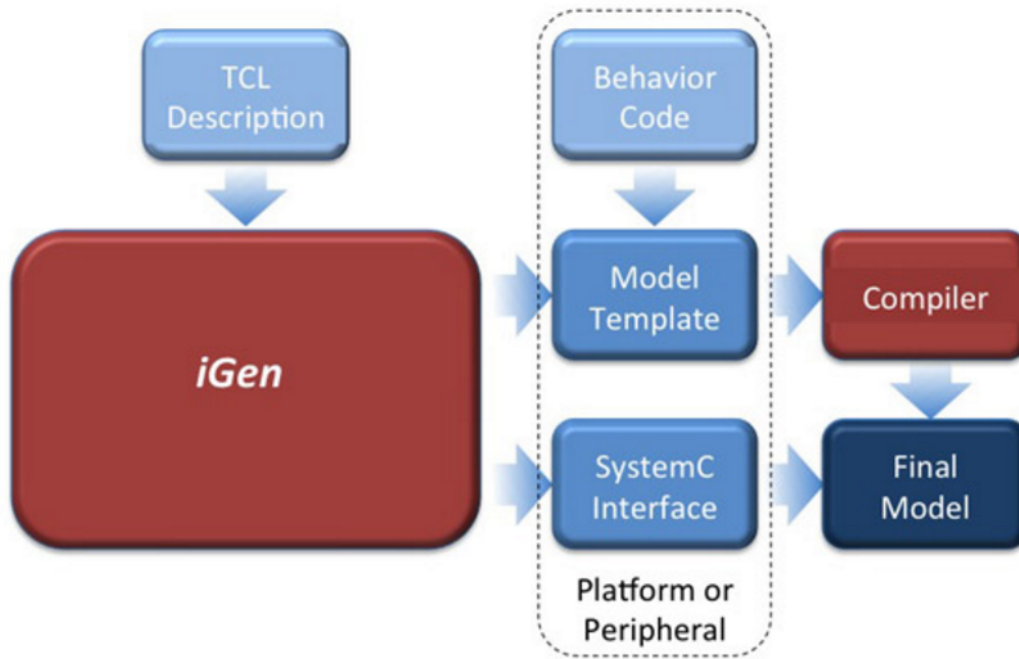 TCL
Description
Behavior
Code
iGen
Model
Template
Compiler
SystemC
Interface
Final
Model
Platform or
Peripheral